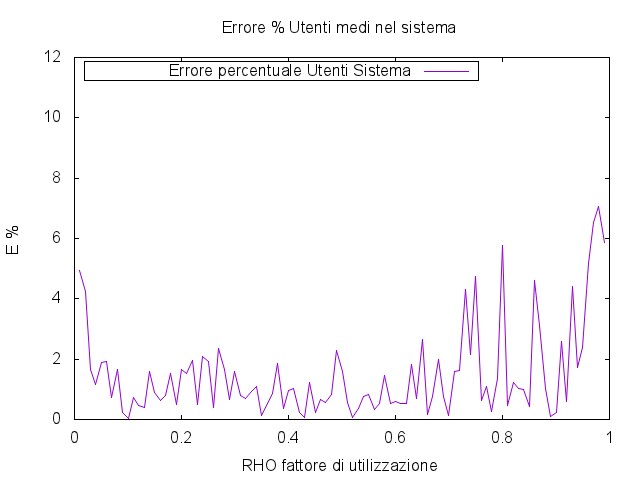 Errore % Utenti medi nel sistema
12
Errore percentuale Utenti Sistema
10
8
6
E %
4
2
0
0 0.2 0.4 0.6 0.8 1
RHO fattore di utilizzazione